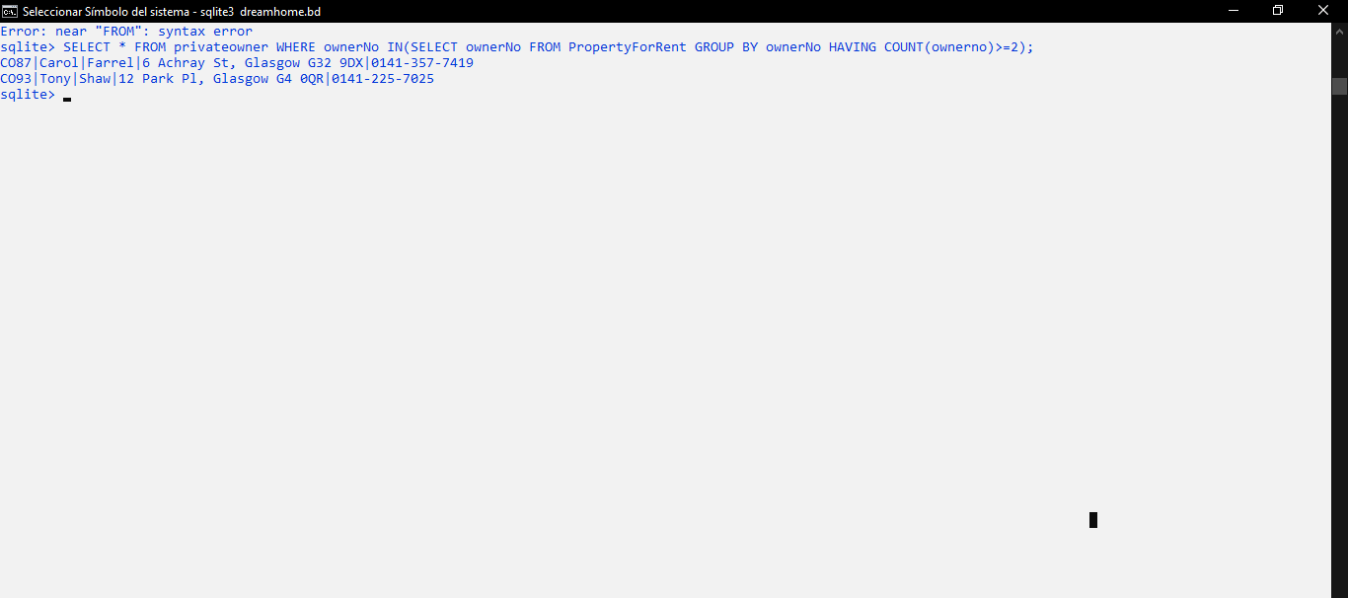 Seleccionar Símbolo del sistema - sqlite3 dreamhome.bd
Error: near "FROM": syntax error
sqlite> SELECT * FROM privateowner WHERE ownerNo IN(SELECT ownerNo FROM PropertyForRent GROUP BY ownerNo HAVING COUNT(ownerno)>=2);
CO87|Carol|Farrel|6 Achray St, Glasgow G32 9DX|0141-357-7419
CO93|Tony|Shaw|12 Park Pl, Glasgow G4 0QR|0141-225-7025
sqlite>